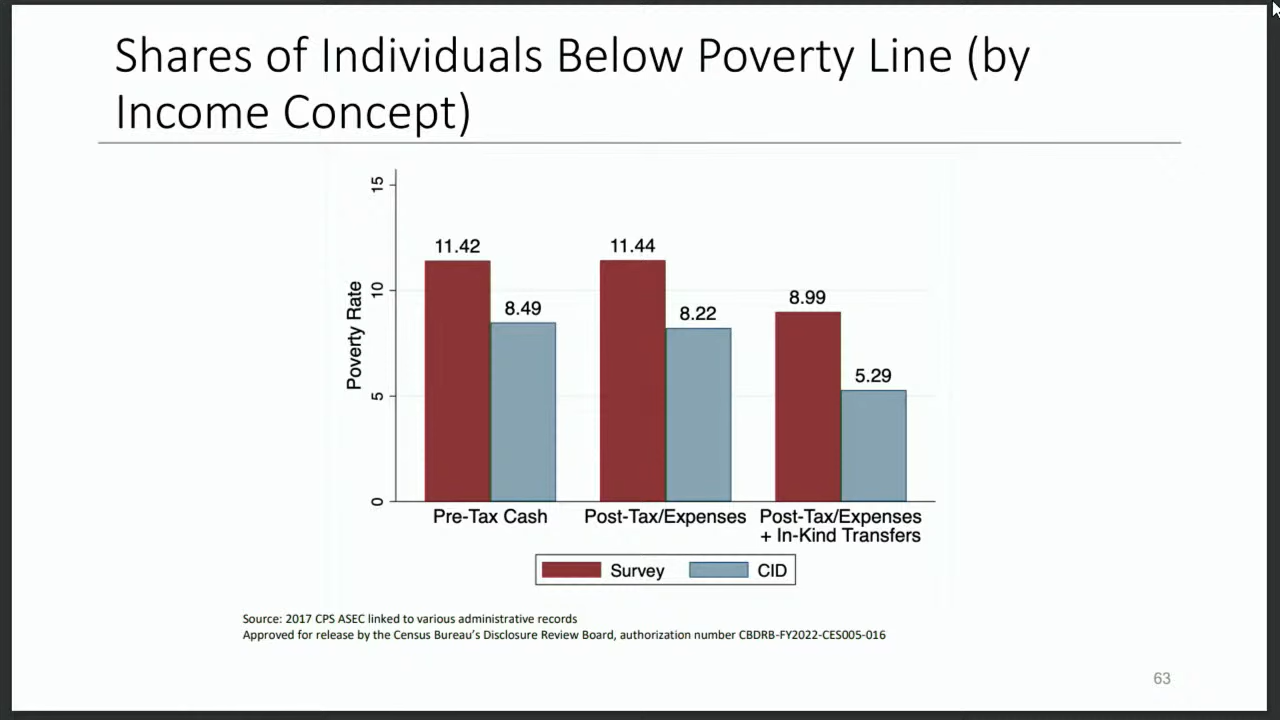 Shares of Individuals Below Poverty Line (by
Income Concept)
15
10
5
0
Poverty Rate
11.42
8.49
11.44
8.22
8.99
5.29
Pre-Tax Cash
Post-Tax/Expenses
Post-Tax/Expenses
+ In-Kind Transfers
Survey
CID
Source: 2017 CPS ASEC linked to various administrative records
Approved for release by the Census Bureau's Disclosure Review Board, authorization number CBDRB-FY2022-CES005-016
63